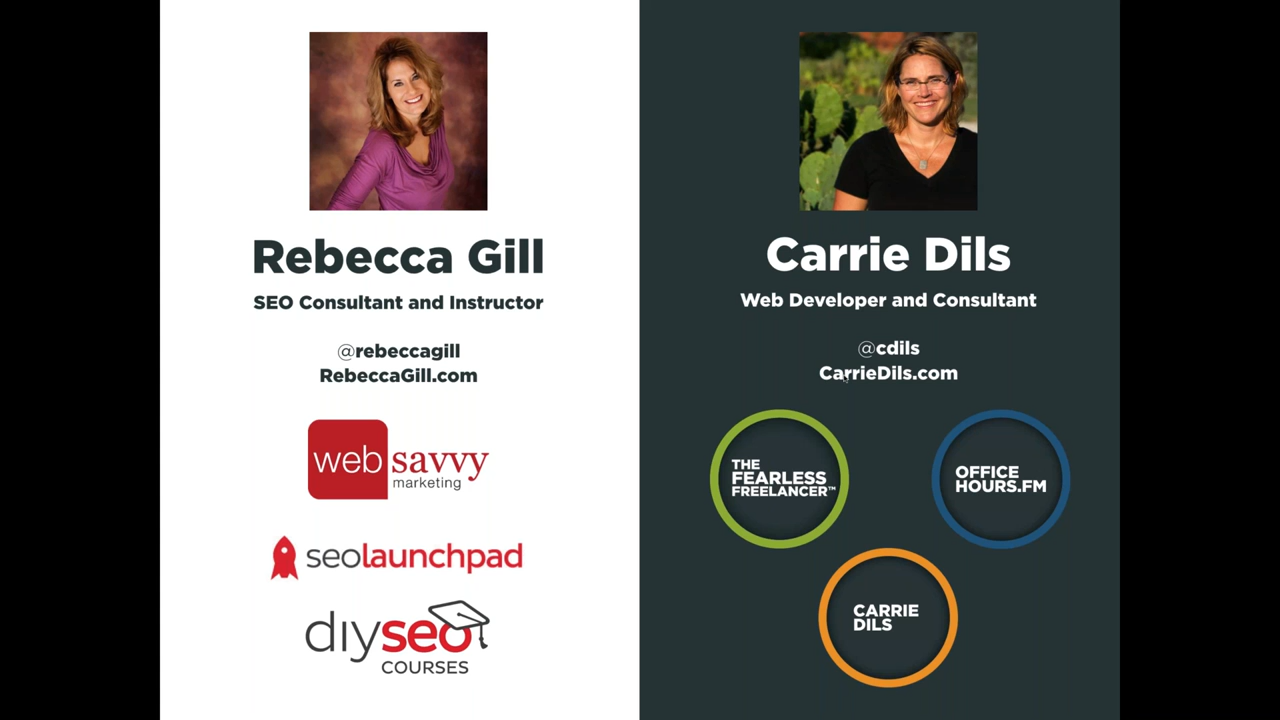 Rebecca Gill
SEO Consultant and Instructor
@rebeccagill
RebeccaGill.com
web savvy
marketing
seolaunchpad
diyseo
COURSES
Carrie Dils
Web Developer and Consultant
@cdils
CarrieDils.com
THE
FEARLESS
FREELANCER™
OFFICE
HOURS.FM
CARRIE
DILS